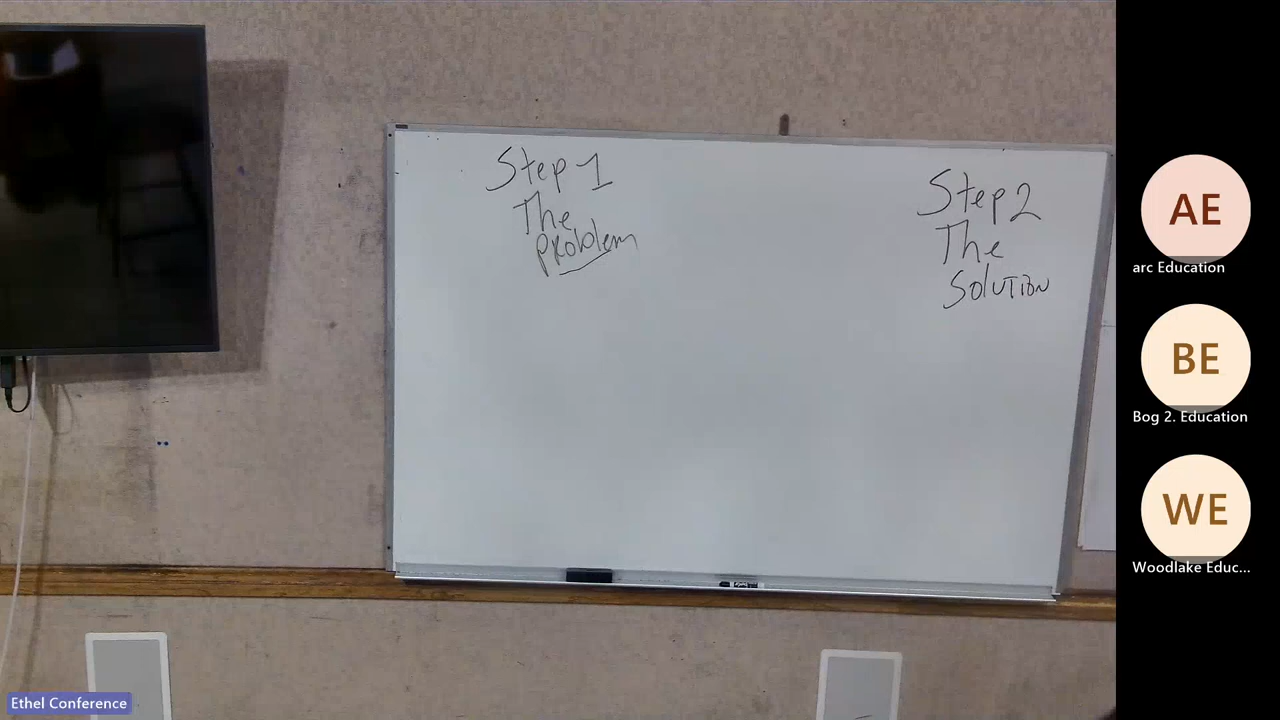 Step 1
The
problem
Step 2
The
Solution
AE
arc Education
BE
Bog 2. Education
WE
Woodlake Educ...
Ethel Conference